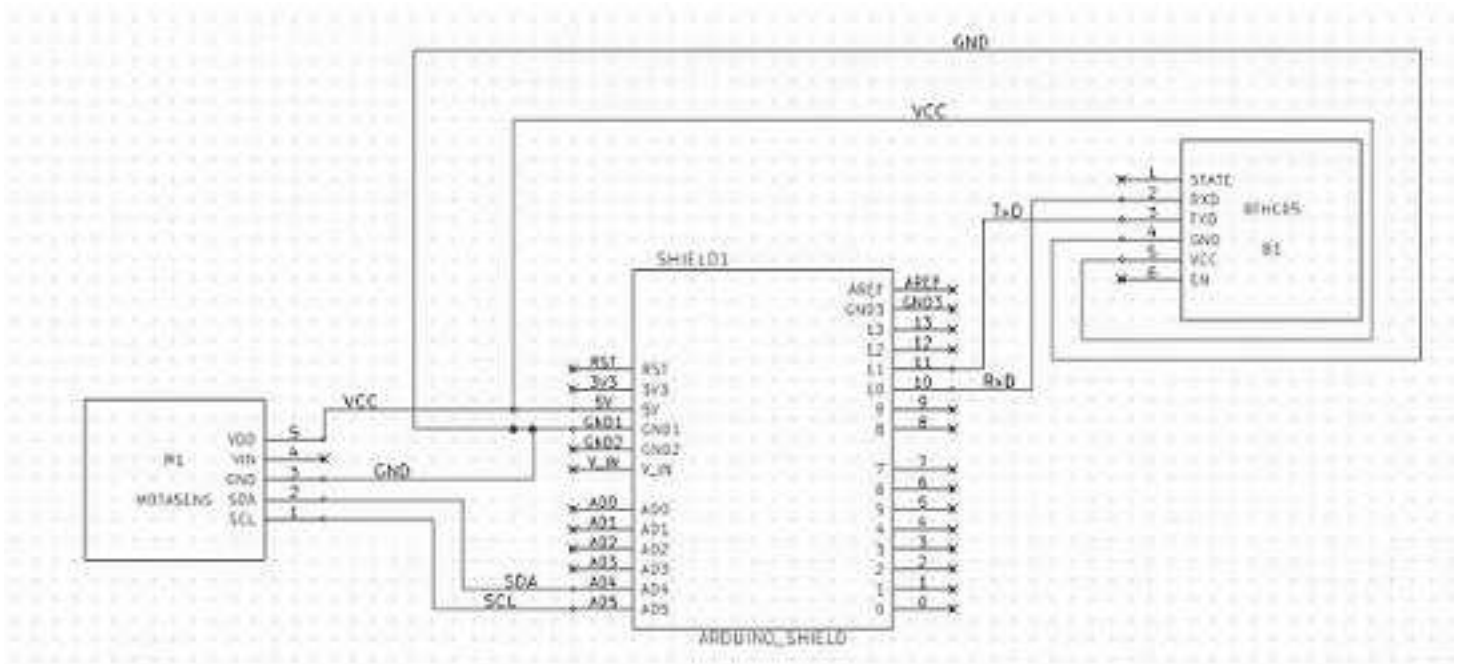 GND
VCC
1 STATE
2 RXD
3 TXD
4 GND
5 VCC
6 EN
BTHC05
B1
TxD
RxD
SHIELD1
RST RST
3V3 3V3
5V 5V
GND1 GND1
GND2 GND2
V_IN V_IN
AD0 AD0
AD1 AD1
AD2 AD2
AD3 AD3
AD4 AD4
AD5 AD5
AREF AREF
GND3 GND3
13 13
12 12
11 11
10 10
9 9
8 8
7 7
6 6
5 5
4 4
3 3
2 2
1 1
0 0
ARDUINO_SHIELD
VCC
GND
SDA
SCL
VDD 5
VIN 4
GND 3
SDA 2
SCL 1